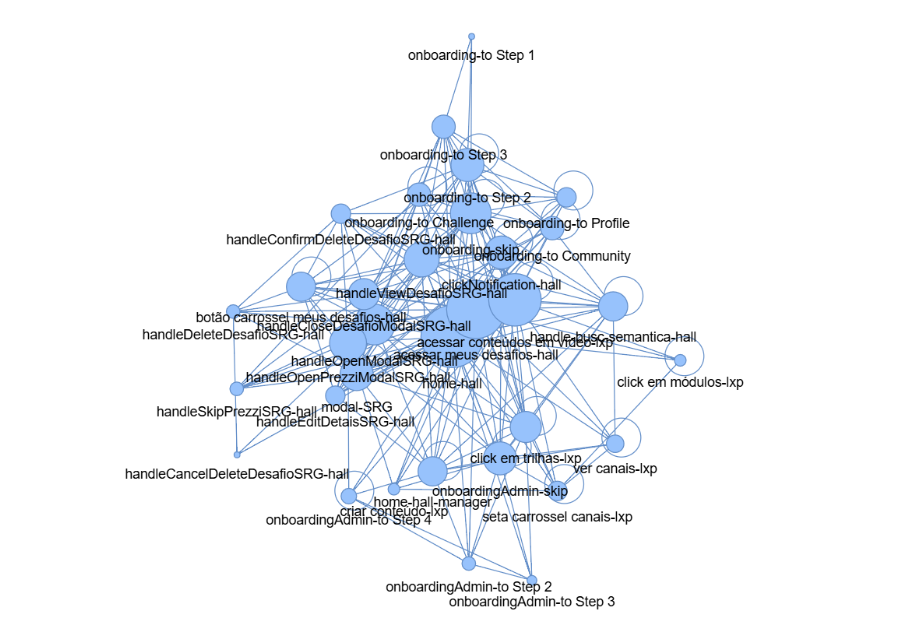 onboarding-to Step 1
onboarding-to Step 3
onboarding-to Step 2
onboarding-to Challenge
onboarding-to Profile
handleConfirmDeleteDesafioSRG-hall
onboarding-skip
onboarding-to Community
clickNotification-hall
handleViewDesafioSRG-hall
botão carrossel meus desafios-hall
handleCloseDesafioModalSRG-hall
handleDeleteDesafioSRG-hall
handle-busc-semantica-hall
acessar conteúdos em vídeo-lxp
acessar meus desafios-hall
handleOpenModalSRG-hall
handleOpenPrezziModalSRG-hall
home-hall
click em módulos-lxp
modal-SRG
handleSkipPrezziSRG-hall
handleEditDetaisSRG-hall
click em trilhas-lxp
ver canais-lxp
handleCancelDeleteDesafioSRG-hall
onboardingAdmin-skip
home-hall-manager
criar conteúdo-lxp
onboardingAdmin-to Step 4
seta carrossel canais-lxp
onboardingAdmin-to Step 2
onboardingAdmin-to Step 3